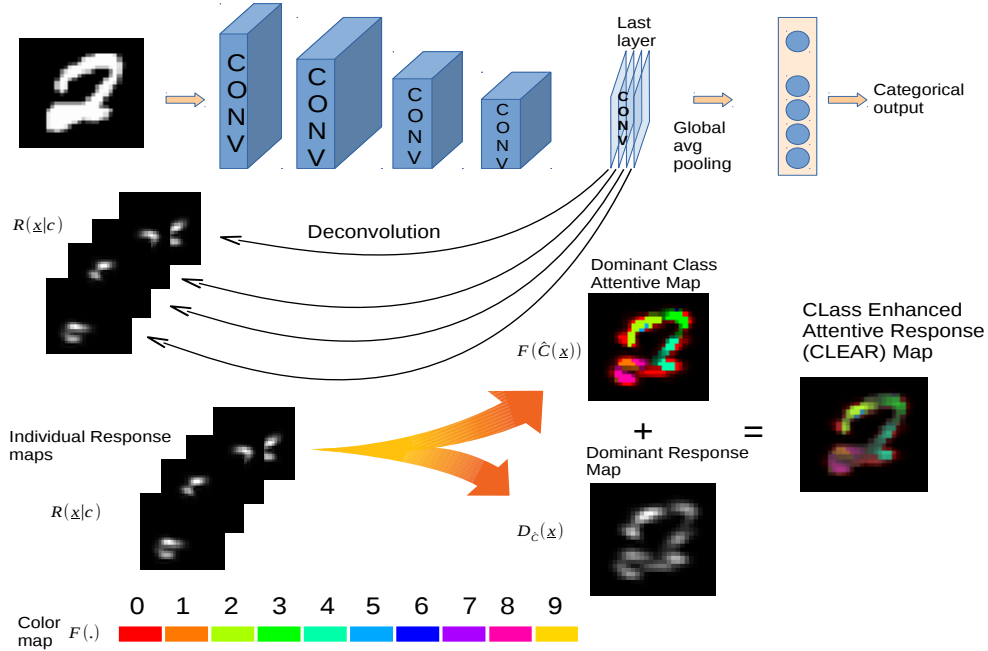 CONV
CONV
CONV
CONV
Last
layer
CONV
Global
avg
pooling
Categorical
output
R(x|c)
Deconvolution
Dominant Class
Attentive Map
F(Ĉ(x))
CLass Enhanced
Attentive Response
(CLEAR) Map
Individual Response
maps
R(x|c)
+
=
Dominant Response
Map
D_Ĉ(x)
0 1 2 3 4 5 6 7 8 9
Color
map
F(.)